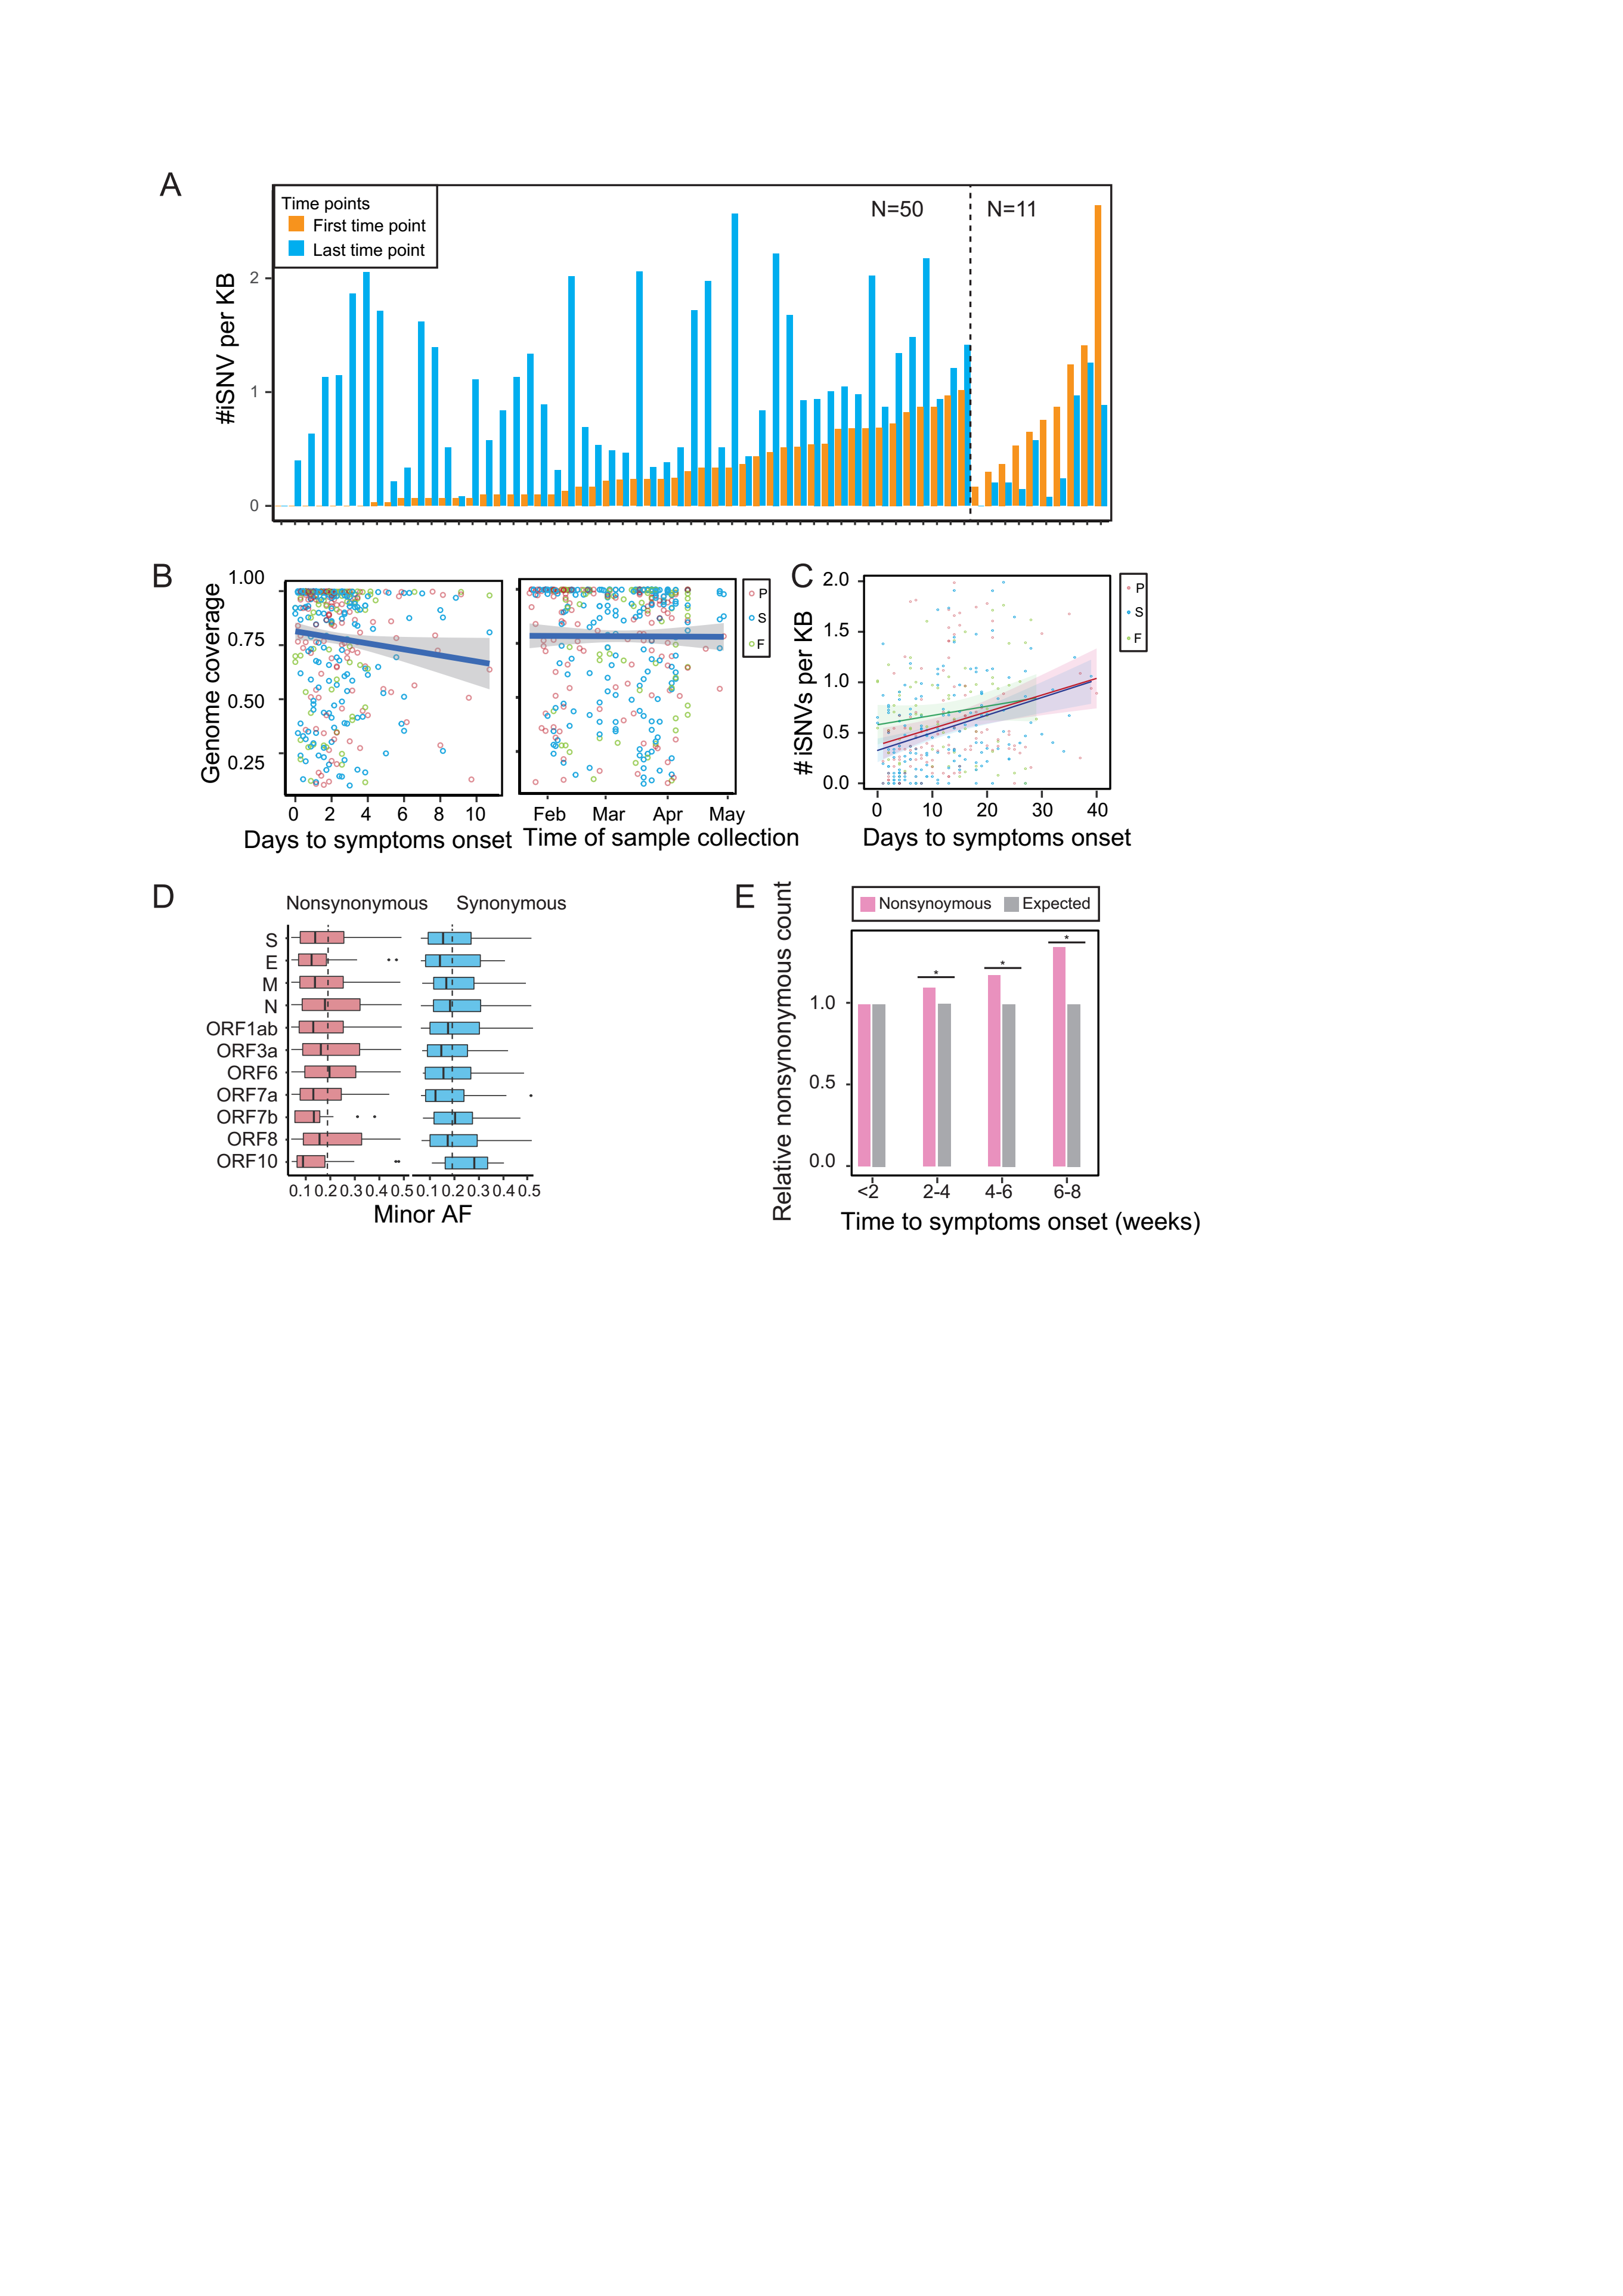 A
Time points
First time point
Last time point
N=50
N=11
#iSNV per KB
2
1
0
B
Genome coverage
1.00
0.75
0.50
0.25
0 2 4 6 8 10
Days to symptoms onset
Feb Mar Apr May
Time of sample collection
P
S
F
C
# iSNVs per KB
2.0
1.5
1.0
0.5
0.0
0 10 20 30 40
Days to symptoms onset
P
S
F
D
Nonsynonymous Synonymous
S
E
M
N
ORF1ab
ORF3a
ORF6
ORF7a
ORF7b
ORF8
ORF10
0.1 0.2 0.3 0.4 0.5 0.1 0.2 0.3 0.4 0.5
Minor AF
E
Nonsynoymous Expected
Relative nonsynonymous count
1.0
0.5
0.0
* * *
<2 2-4 4-6 6-8
Time to symptoms onset (weeks)